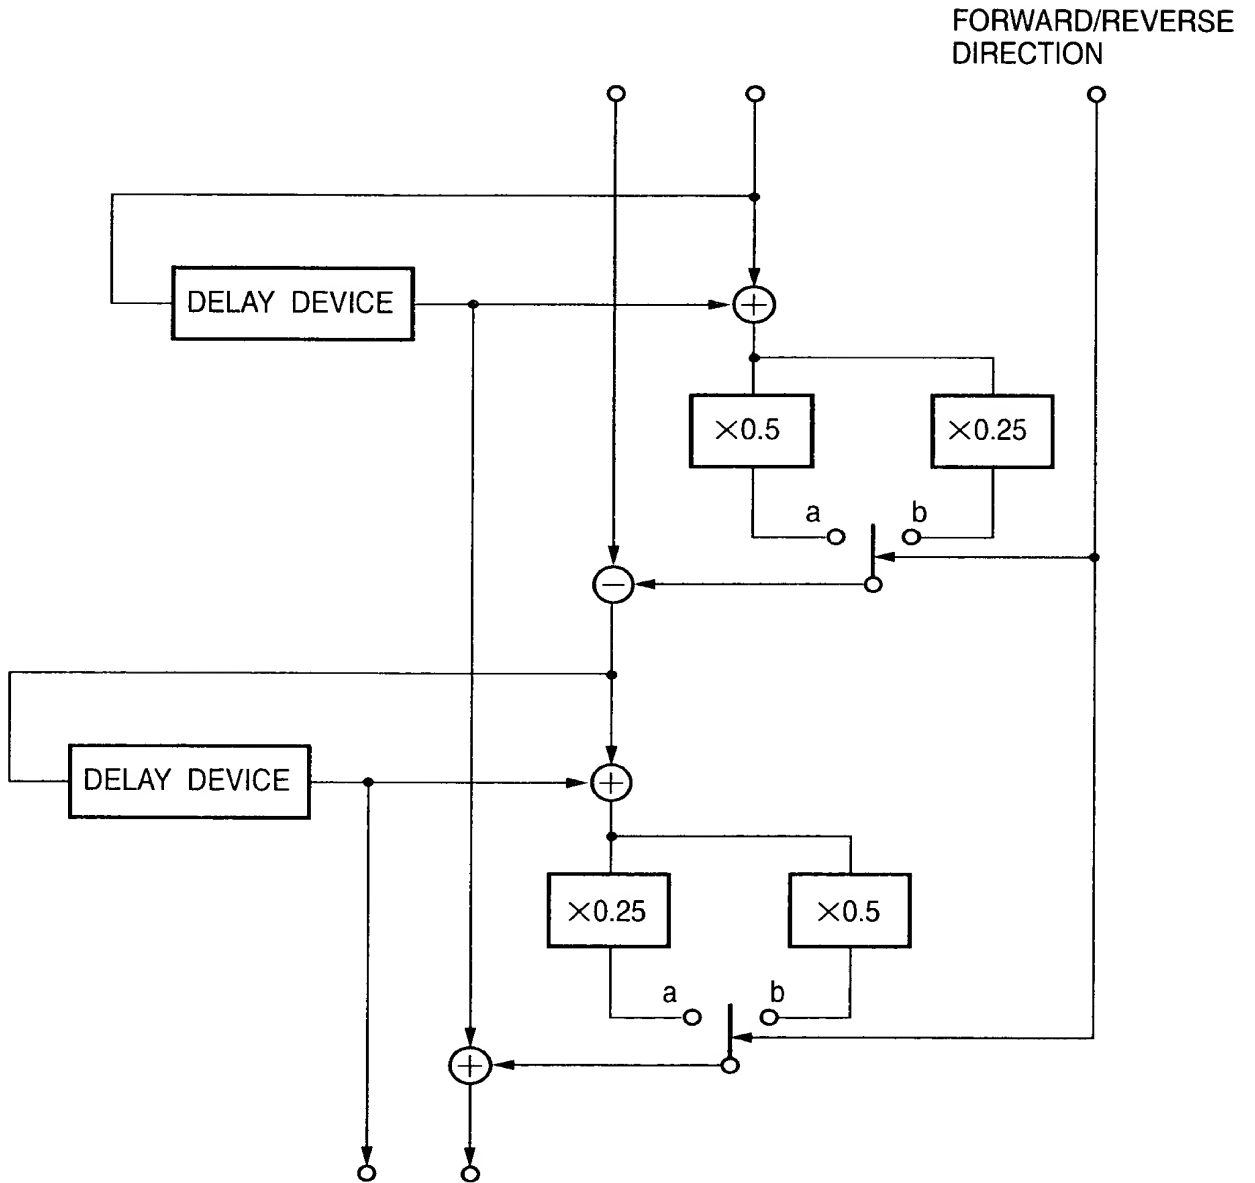 FORWARD/REVERSE
DIRECTION
DELAY DEVICE
+
×0.5
×0.25
a
b
−
DELAY DEVICE
+
×0.25
×0.5
a
b
+